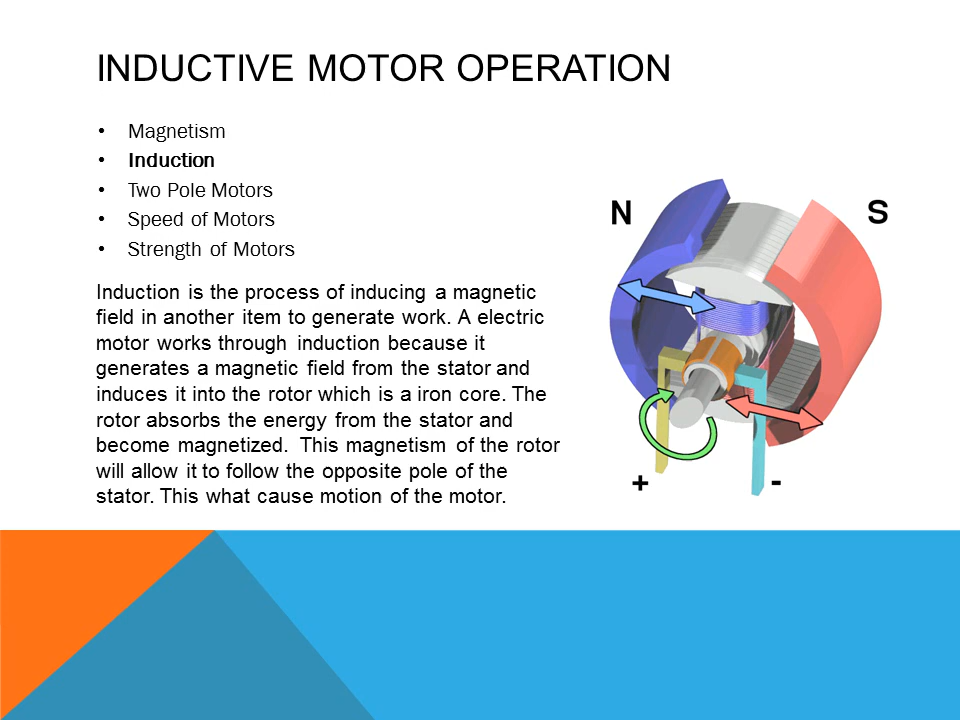 INDUCTIVE MOTOR OPERATION
• Magnetism
• Induction
• Two Pole Motors
• Speed of Motors
• Strength of Motors
Induction is the process of inducing a magnetic
field in another item to generate work. A electric
motor works through induction because it
generates a magnetic field from the stator and
induces it into the rotor which is a iron core. The
rotor absorbs the energy from the stator and
become magnetized. This magnetism of the rotor
will allow it to follow the opposite pole of the
stator. This what cause motion of the motor.
N S
+ -